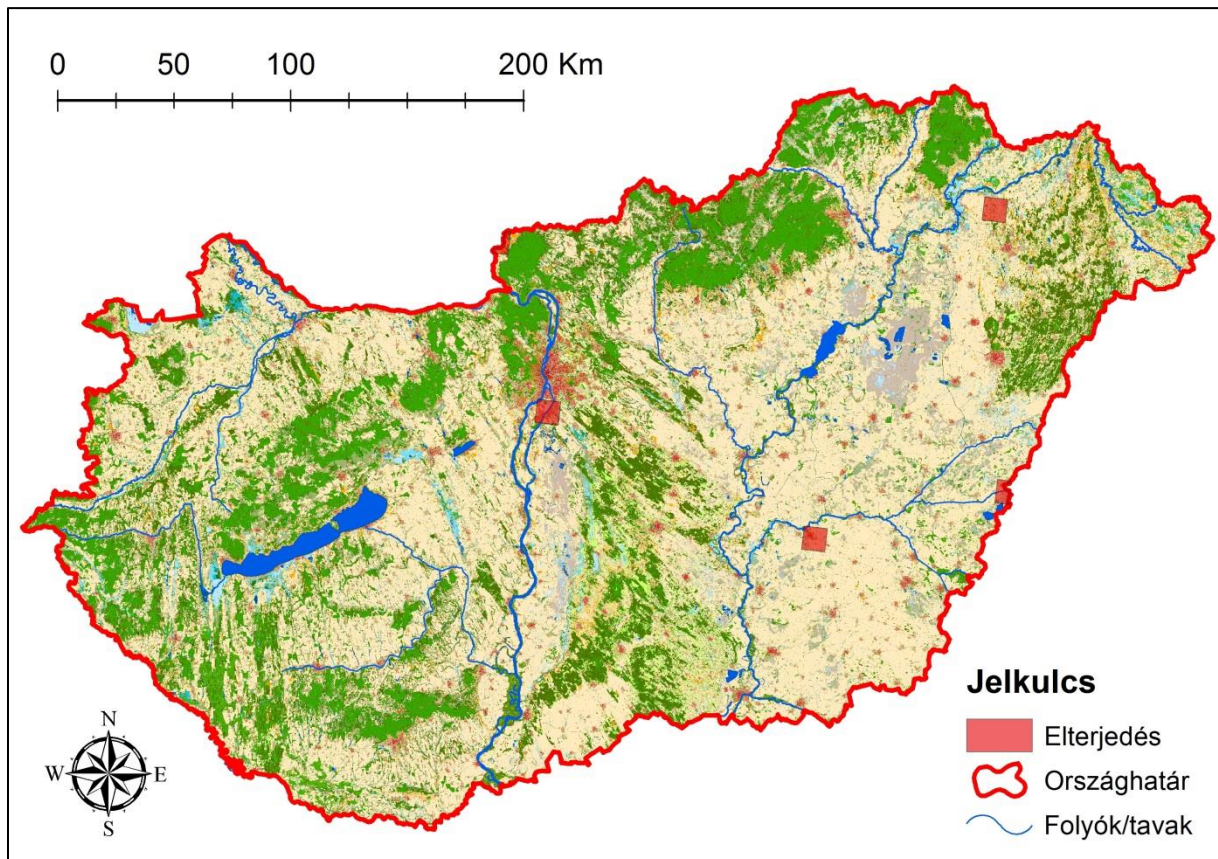 0 50 100 200 Km
N
W E
S
Jelkulcs
Elterjedés
Országhatár
Folyók/tavak